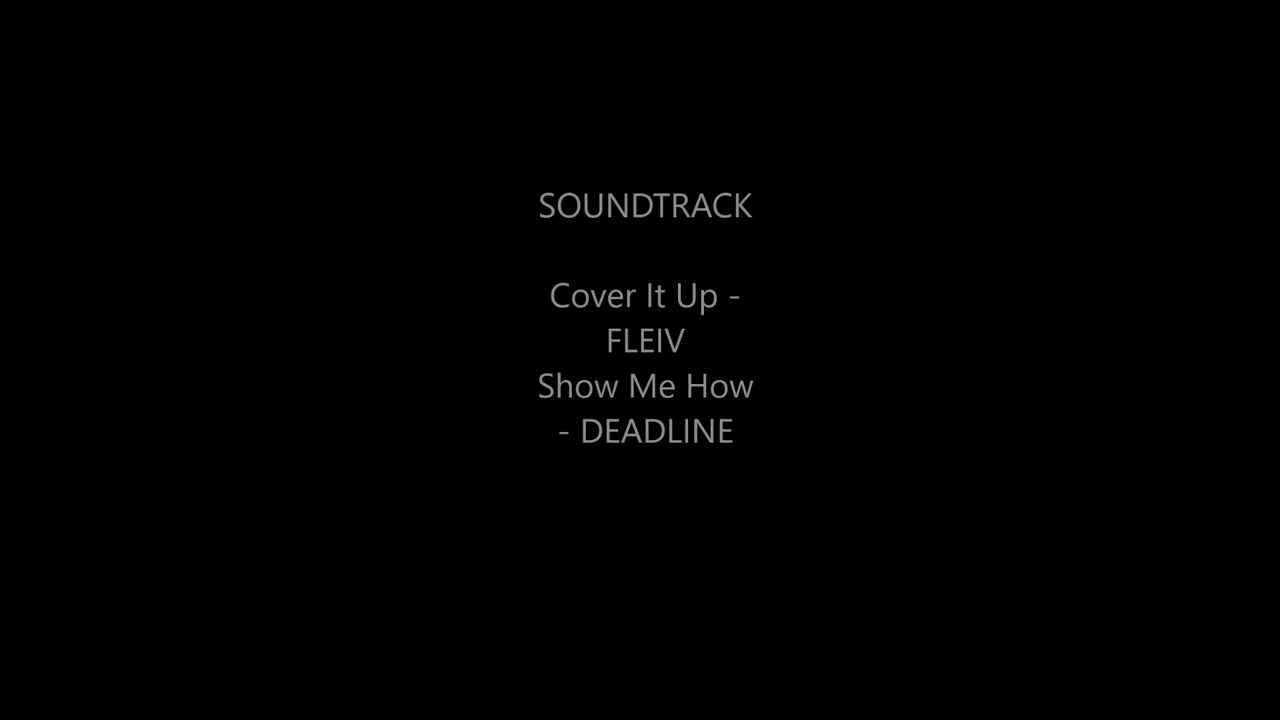 SOUNDTRACK
Cover It Up -
FLEIV
Show Me How
- DEADLINE